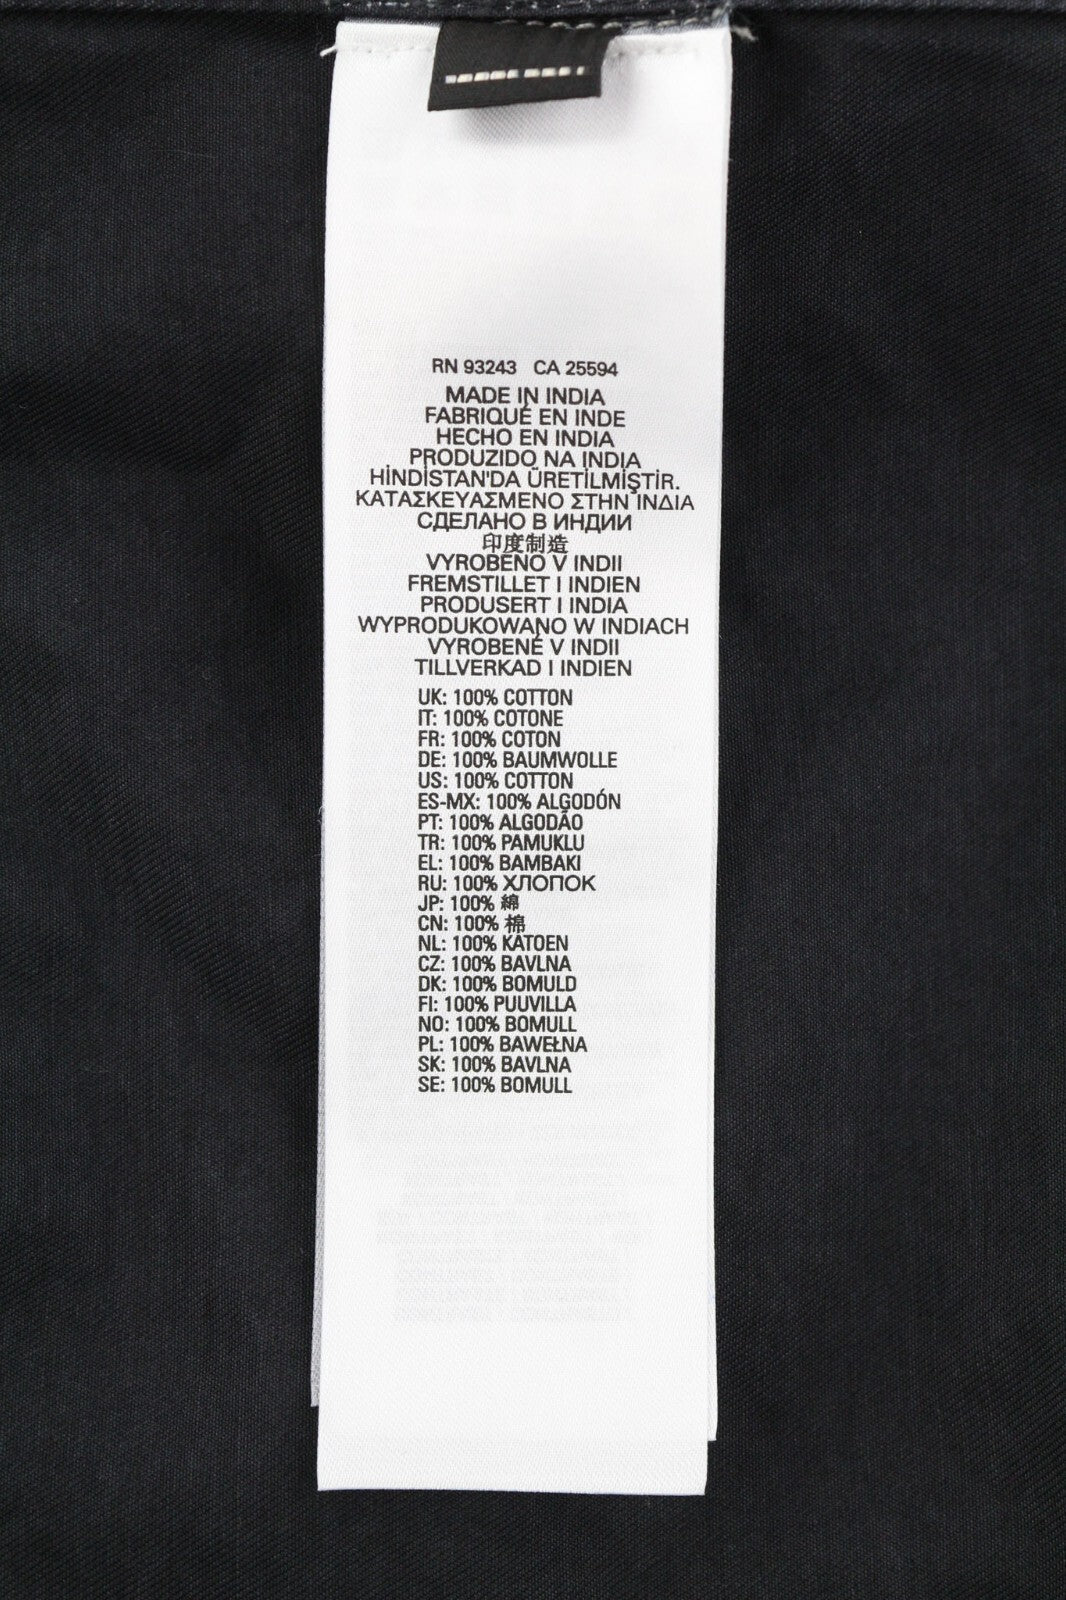 RN 93243 CA 25594
MADE IN INDIA
FABRIQUÉ EN INDE
HECHO EN INDIA
PRODUZIDO NA INDIA
HİNDİSTAN'DA ÜRETİLMİŞTİR.
ΚΑΤΑΣΚΕΥΑΣΜΕΝΟ ΣΤΗΝ ΙΝΔΙΑ
СДЕЛАНО В ИНДИИ
印度制造
VYROBENO V INDII
FREMSTILLET I INDIEN
PRODUSERT I INDIA
WYPRODUKOWANO W INDIACH
VYROBENÉ V INDII
TILLVERKAD I INDIEN
UK: 100% COTTON
IT: 100% COTONE
FR: 100% COTON
DE: 100% BAUMWOLLE
US: 100% COTTON
ES-MX: 100% ALGODÓN
PT: 100% ALGODÃO
TR: 100% PAMUKLU
EL: 100% ΒΑΜΒΑΚΙ
RU: 100% ХЛОПОК
JP: 100% 綿
CN: 100% 棉
NL: 100% KATOEN
CZ: 100% BAVLNA
DK: 100% BOMULD
FI: 100% PUUVILLA
NO: 100% BOMULL
PL: 100% BAWEŁNA
SK: 100% BAVLNA
SE: 100% BOMULL